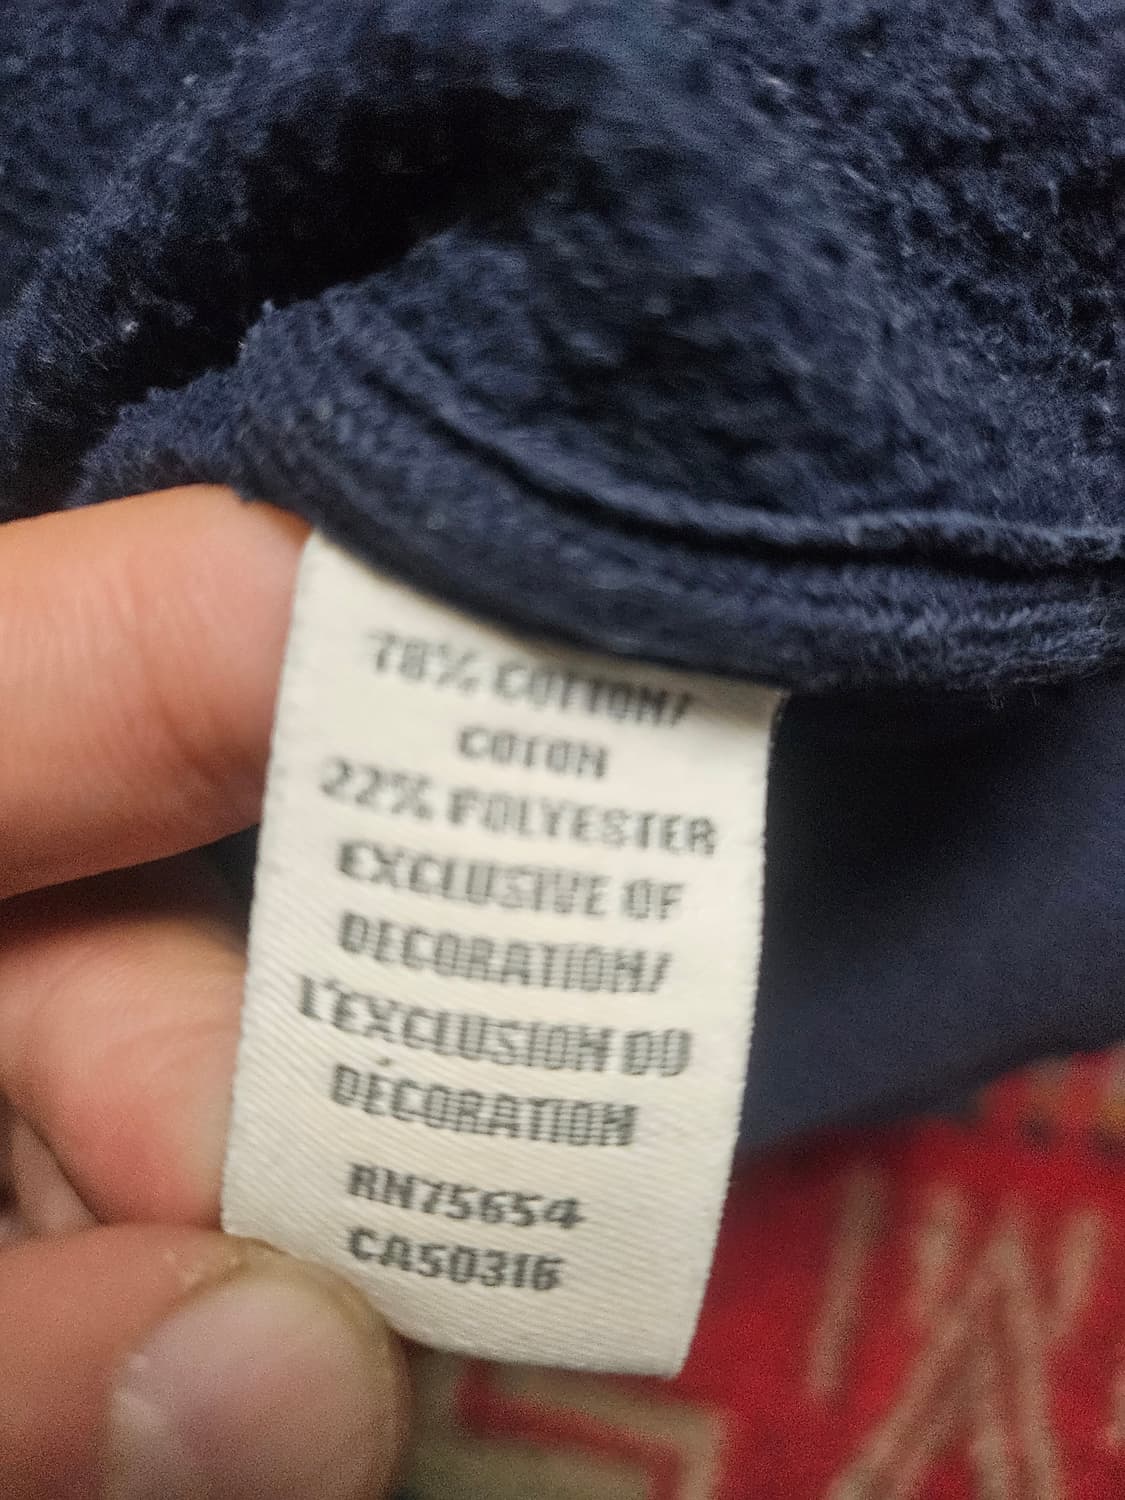 78% COTTON/
COTON
22% POLYESTER
EXCLUSIVE OF
DECORATION/
L'EXCLUSION DU
DÉCORATION
RN75654
CA50316